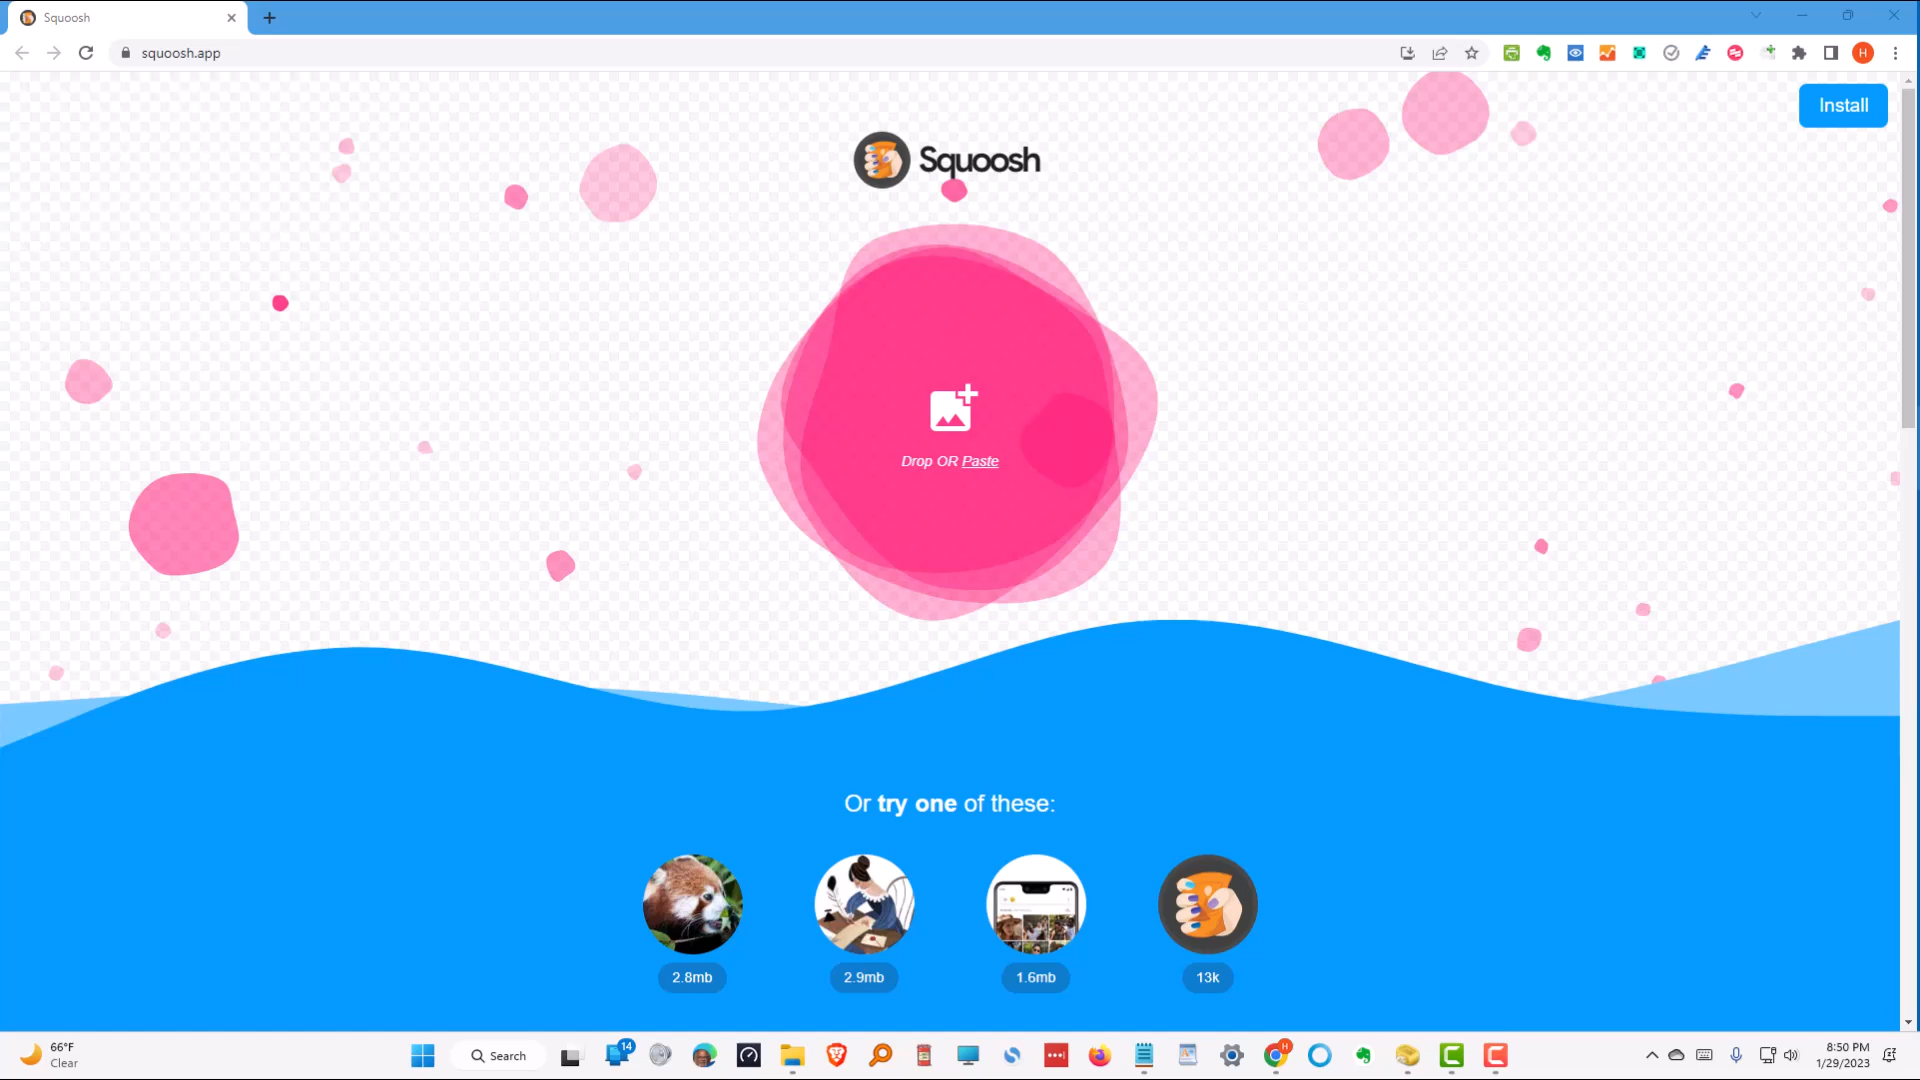 Squoosh
squoosh.app
H
Install
Squoosh
Drop OR Paste
Or try one of these:
2.8mb
2.9mb
1.6mb
13k
66°F
Clear
Search
14
H
8:50 PM
1/29/2023